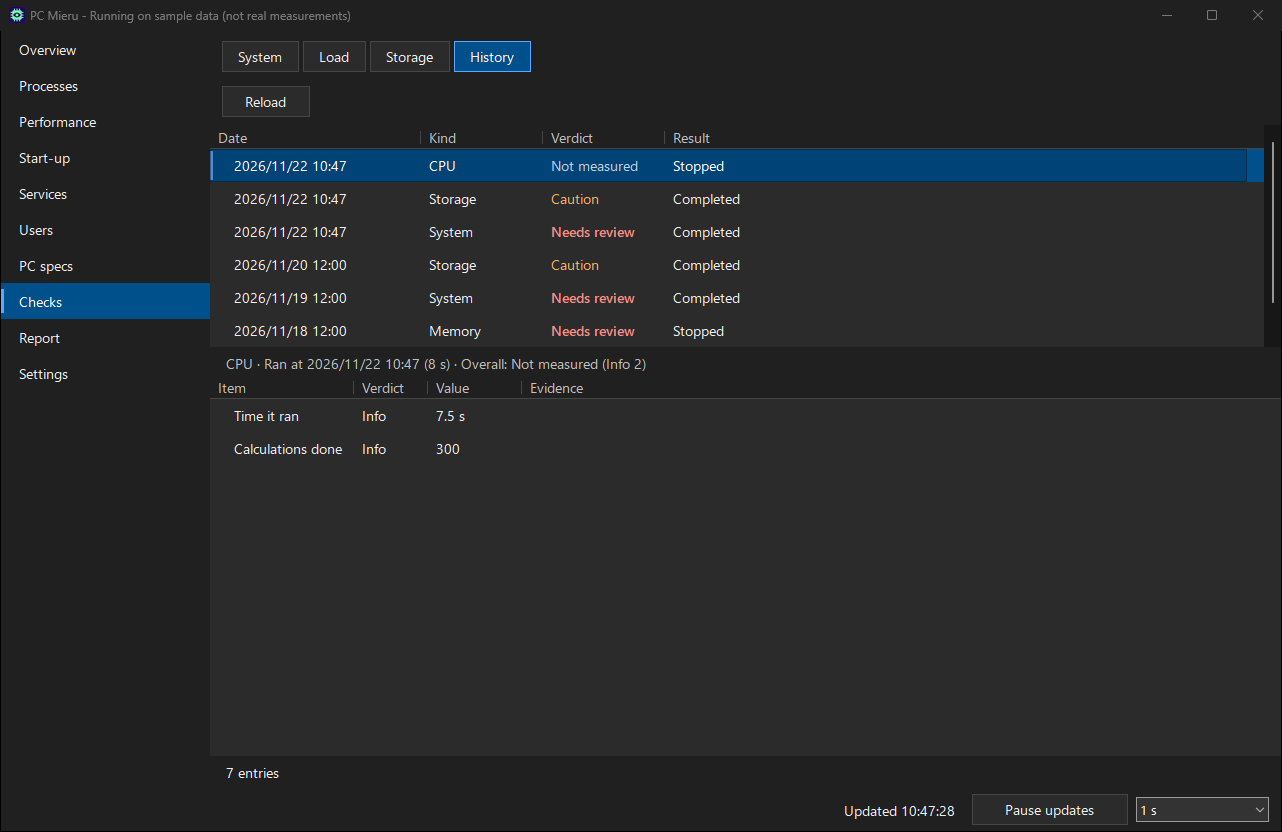 PC Mieru - Running on sample data (not real measurements)
Overview
Processes
Performance
Start-up
Services
Users
PC specs
Checks
Report
Settings
System Load Storage History
Reload
Date Kind Verdict Result
2026/11/22 10:47 CPU Not measured Stopped
2026/11/22 10:47 Storage Caution Completed
2026/11/22 10:47 System Needs review Completed
2026/11/20 12:00 Storage Caution Completed
2026/11/19 12:00 System Needs review Completed
2026/11/18 12:00 Memory Needs review Stopped
CPU · Ran at 2026/11/22 10:47 (8 s) · Overall: Not measured (Info 2)
Item Verdict Value Evidence
Time it ran Info 7.5 s
Calculations done Info 300
7 entries
Updated 10:47:28 Pause updates 1 s